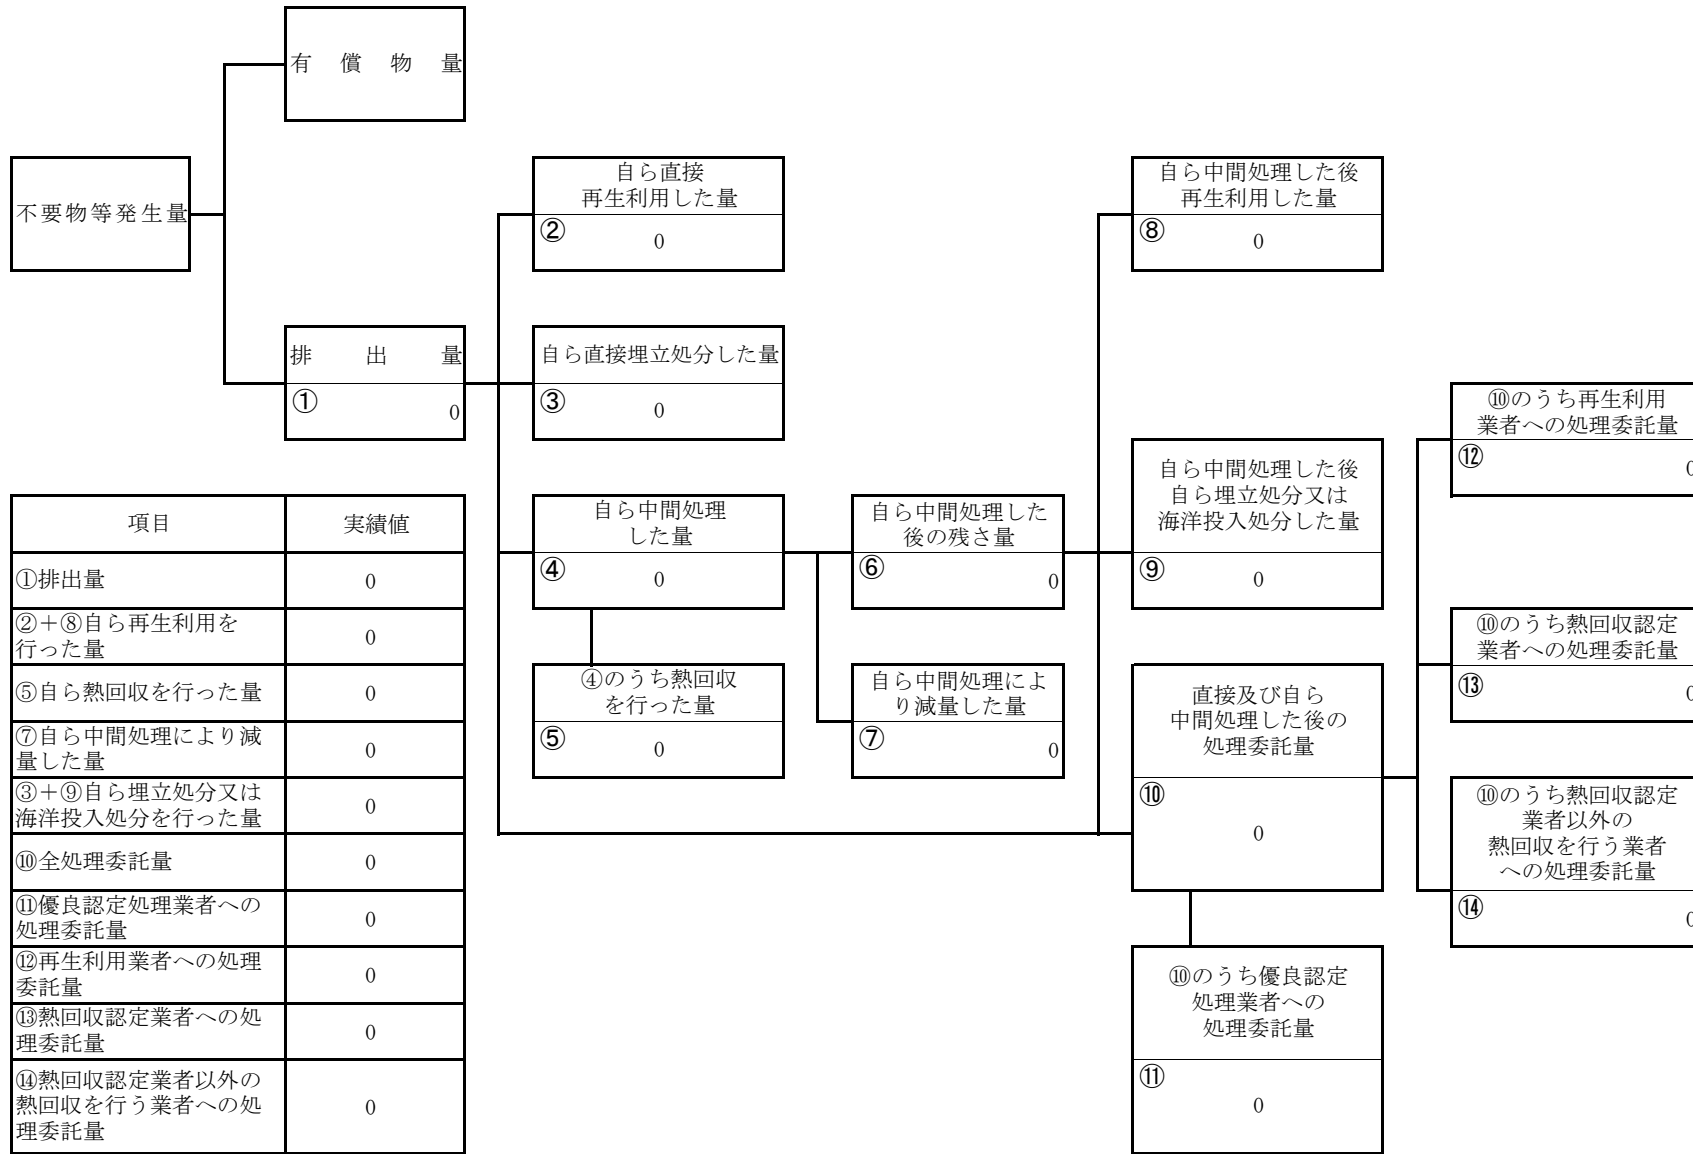 有償物量
不要物等発生量
排出量
①
0
自ら直接
再生利用した量
②
0
自ら直接埋立処分した量
③
0
自ら中間処理
した量
④
0
④のうち熱回収
を行った量
⑤
0
自ら中間処理した
後の残さ量
⑥
0
自ら中間処理によ
り減量した量
⑦
0
自ら中間処理した後
再生利用した量
⑧
0
自ら中間処理した後
自ら埋立処分又は
海洋投入処分した量
⑨
0
直接及び自ら
中間処理した後の
処理委託量
⑩
0
⑩のうち優良認定
処理業者への
処理委託量
⑪
0
⑩のうち再生利用
業者への処理委託量
⑫
0
⑩のうち熱回収認定
業者への処理委託量
⑬
0
⑩のうち熱回収認定
業者以外の
熱回収を行う業者
への処理委託量
⑭
0
項目 実績値
①排出量 0
②＋⑧自ら再生利用を
行った量 0
⑤自ら熱回収を行った量 0
⑦自ら中間処理により減
量した量 0
③＋⑨自ら埋立処分又は
海洋投入処分を行った量 0
⑩全処理委託量 0
⑪優良認定処理業者への
処理委託量 0
⑫再生利用業者への処理
委託量 0
⑬熱回収認定業者への処
理委託量 0
⑭熱回収認定業者以外の
熱回収を行う業者への処
理委託量 0